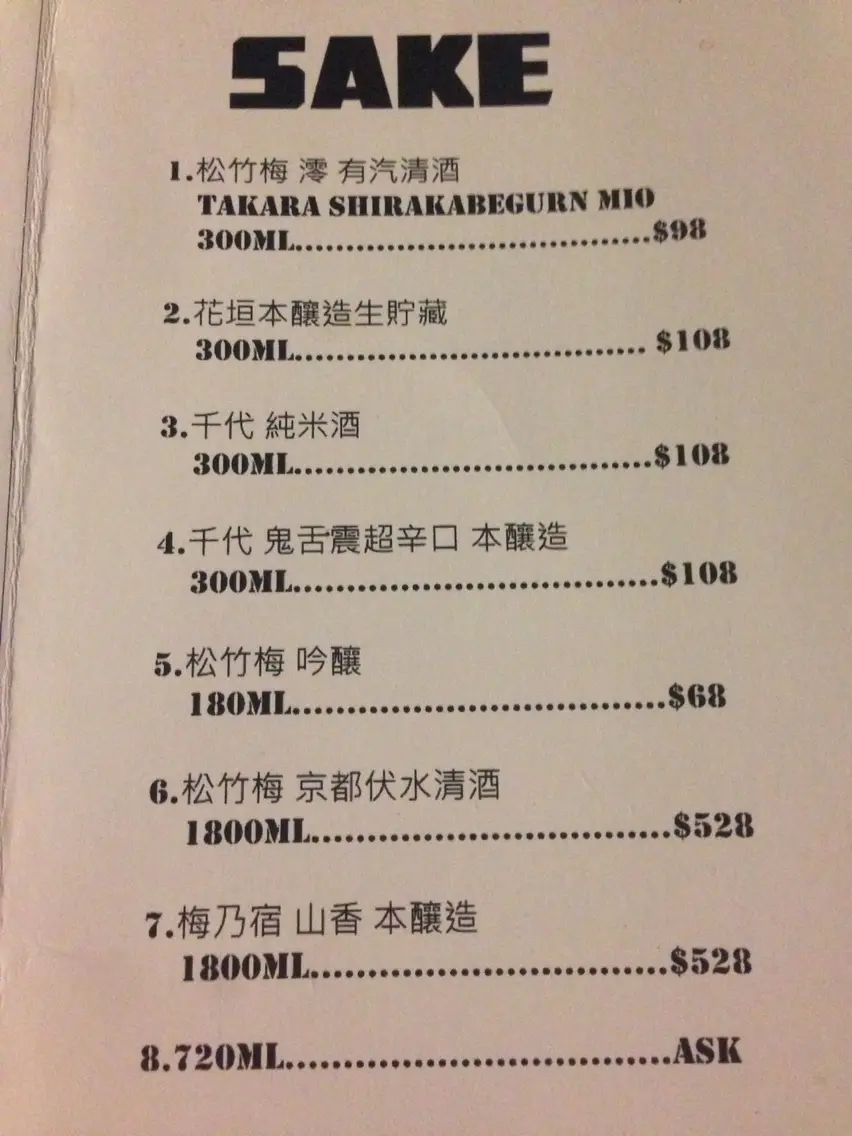 SAKE
1.松竹梅 澪 有汽清酒
TAKARA SHIRAKABEGURN MIO
300ML....................................$98
2.花垣本釀造生貯藏
300ML.................................... $108
3.千代 純米酒
300ML....................................$108
4.千代 鬼舌震超辛口 本釀造
300ML....................................$108
5.松竹梅 吟釀
180ML.....................................$68
6.松竹梅 京都伏水清酒
1800ML....................................$528
7.梅乃宿 山香 本釀造
1800ML....................................$528
8.720ML.......................................ASK